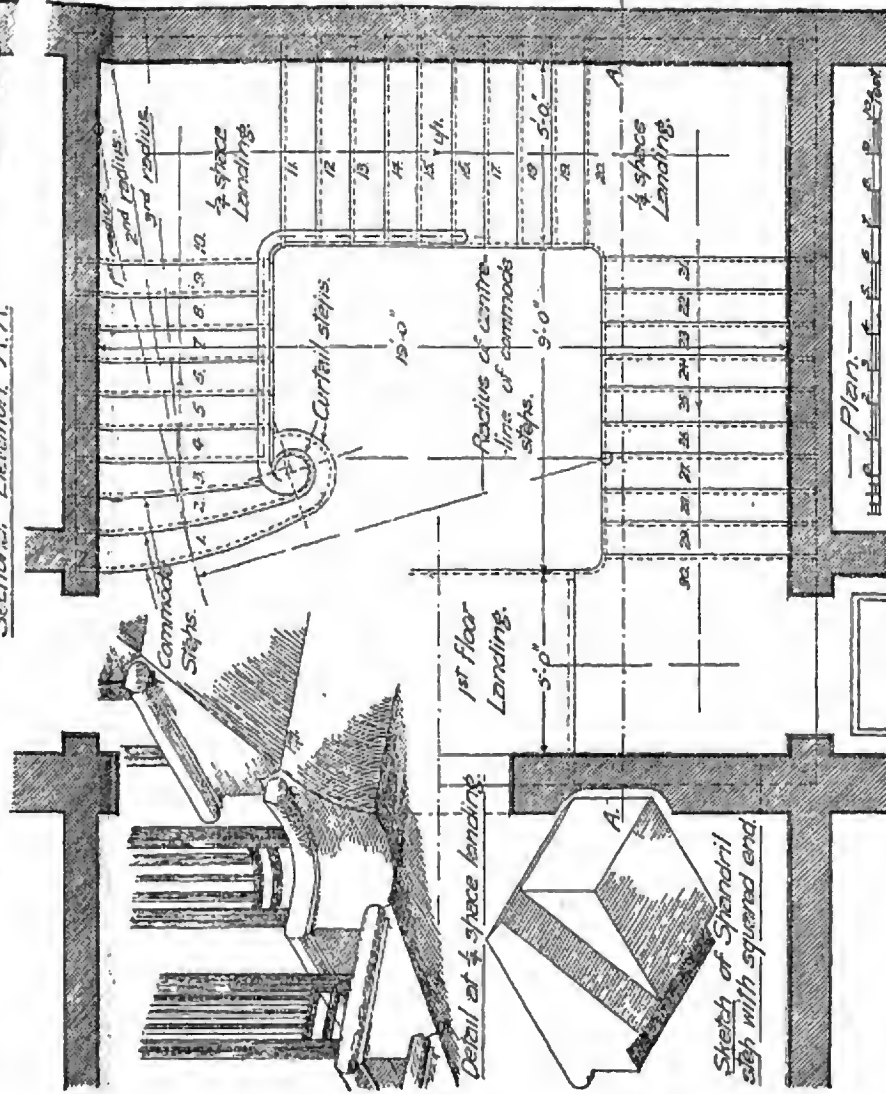 Sectional Elevation A.A.
1st radius.
2nd radius.
3rd radius.
¼ space
Landing.
1.
2.
3.
4
5
6.
7
8
9.
10.
11.
12
13.
14.
15.
16.
17.
18
19.
20.
up.
Commode
Steps.
Curtail steps.
19'.0"
Radius of centre-
-line of commode
steps.
9'.0"
5'.0"
A.
¼ space
Landing.
21.
22.
23
24.
25
26.
27.
28.
29.
30.
1st Floor
Landing.
5'.0"
A.
Detail at ¼ space landing.
Sketch of Spandril
step with squared end.
Plan.